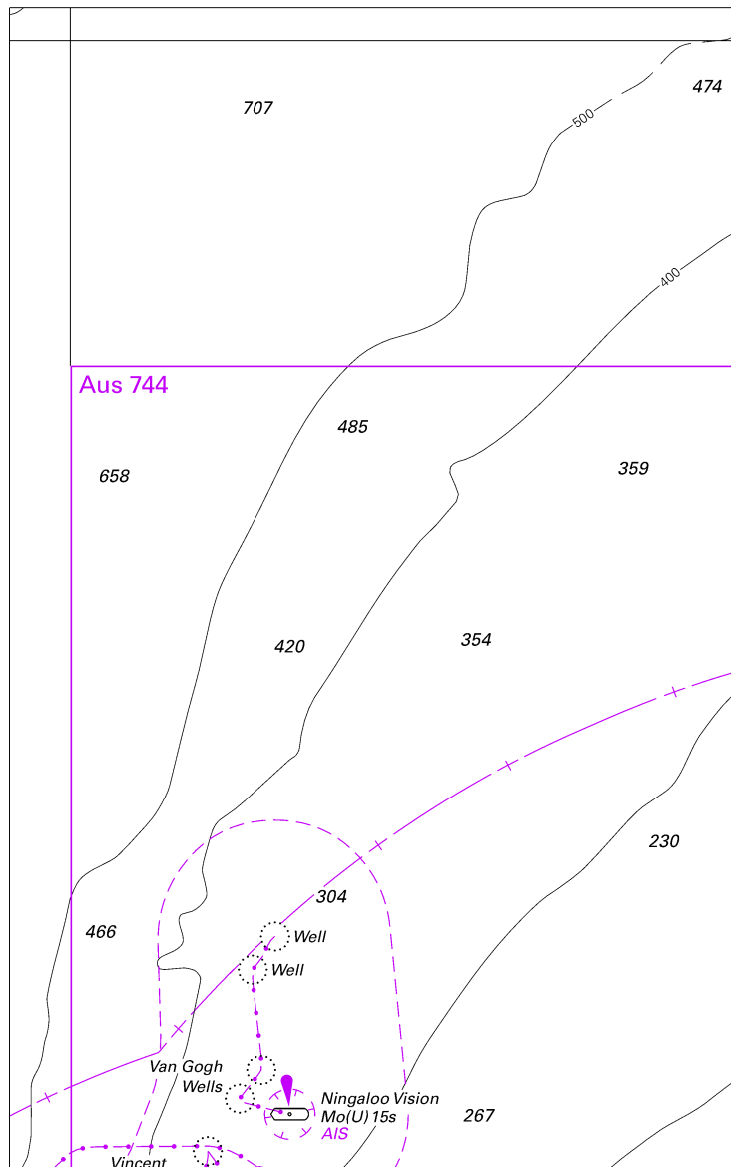 474
707
500
400
Aus 744
485
359
658
420
354
230
304
466
Well
Well
Van Gogh
Wells
Ningaloo Vision
Mo(U) 15s
AIS
267
Vincent